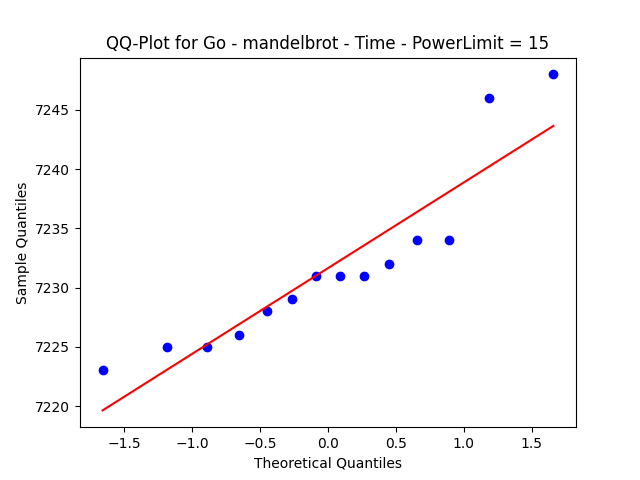 QQ-Plot for Go - mandelbrot - Time - PowerLimit = 15
7245
7240
7235
7230
7225
7220
Sample Quantiles
−1.5 −1.0 −0.5 0.0 0.5 1.0 1.5
Theoretical Quantiles